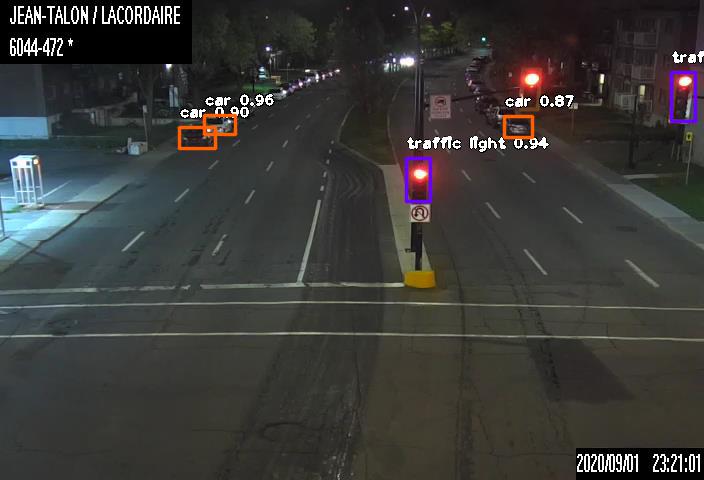 JEAN-TALON / LACORDAIRE
6044-472 *
car 0.96
car 0.90
car 0.87
traf
traffic light 0.94
2020/09/01 23:21:01